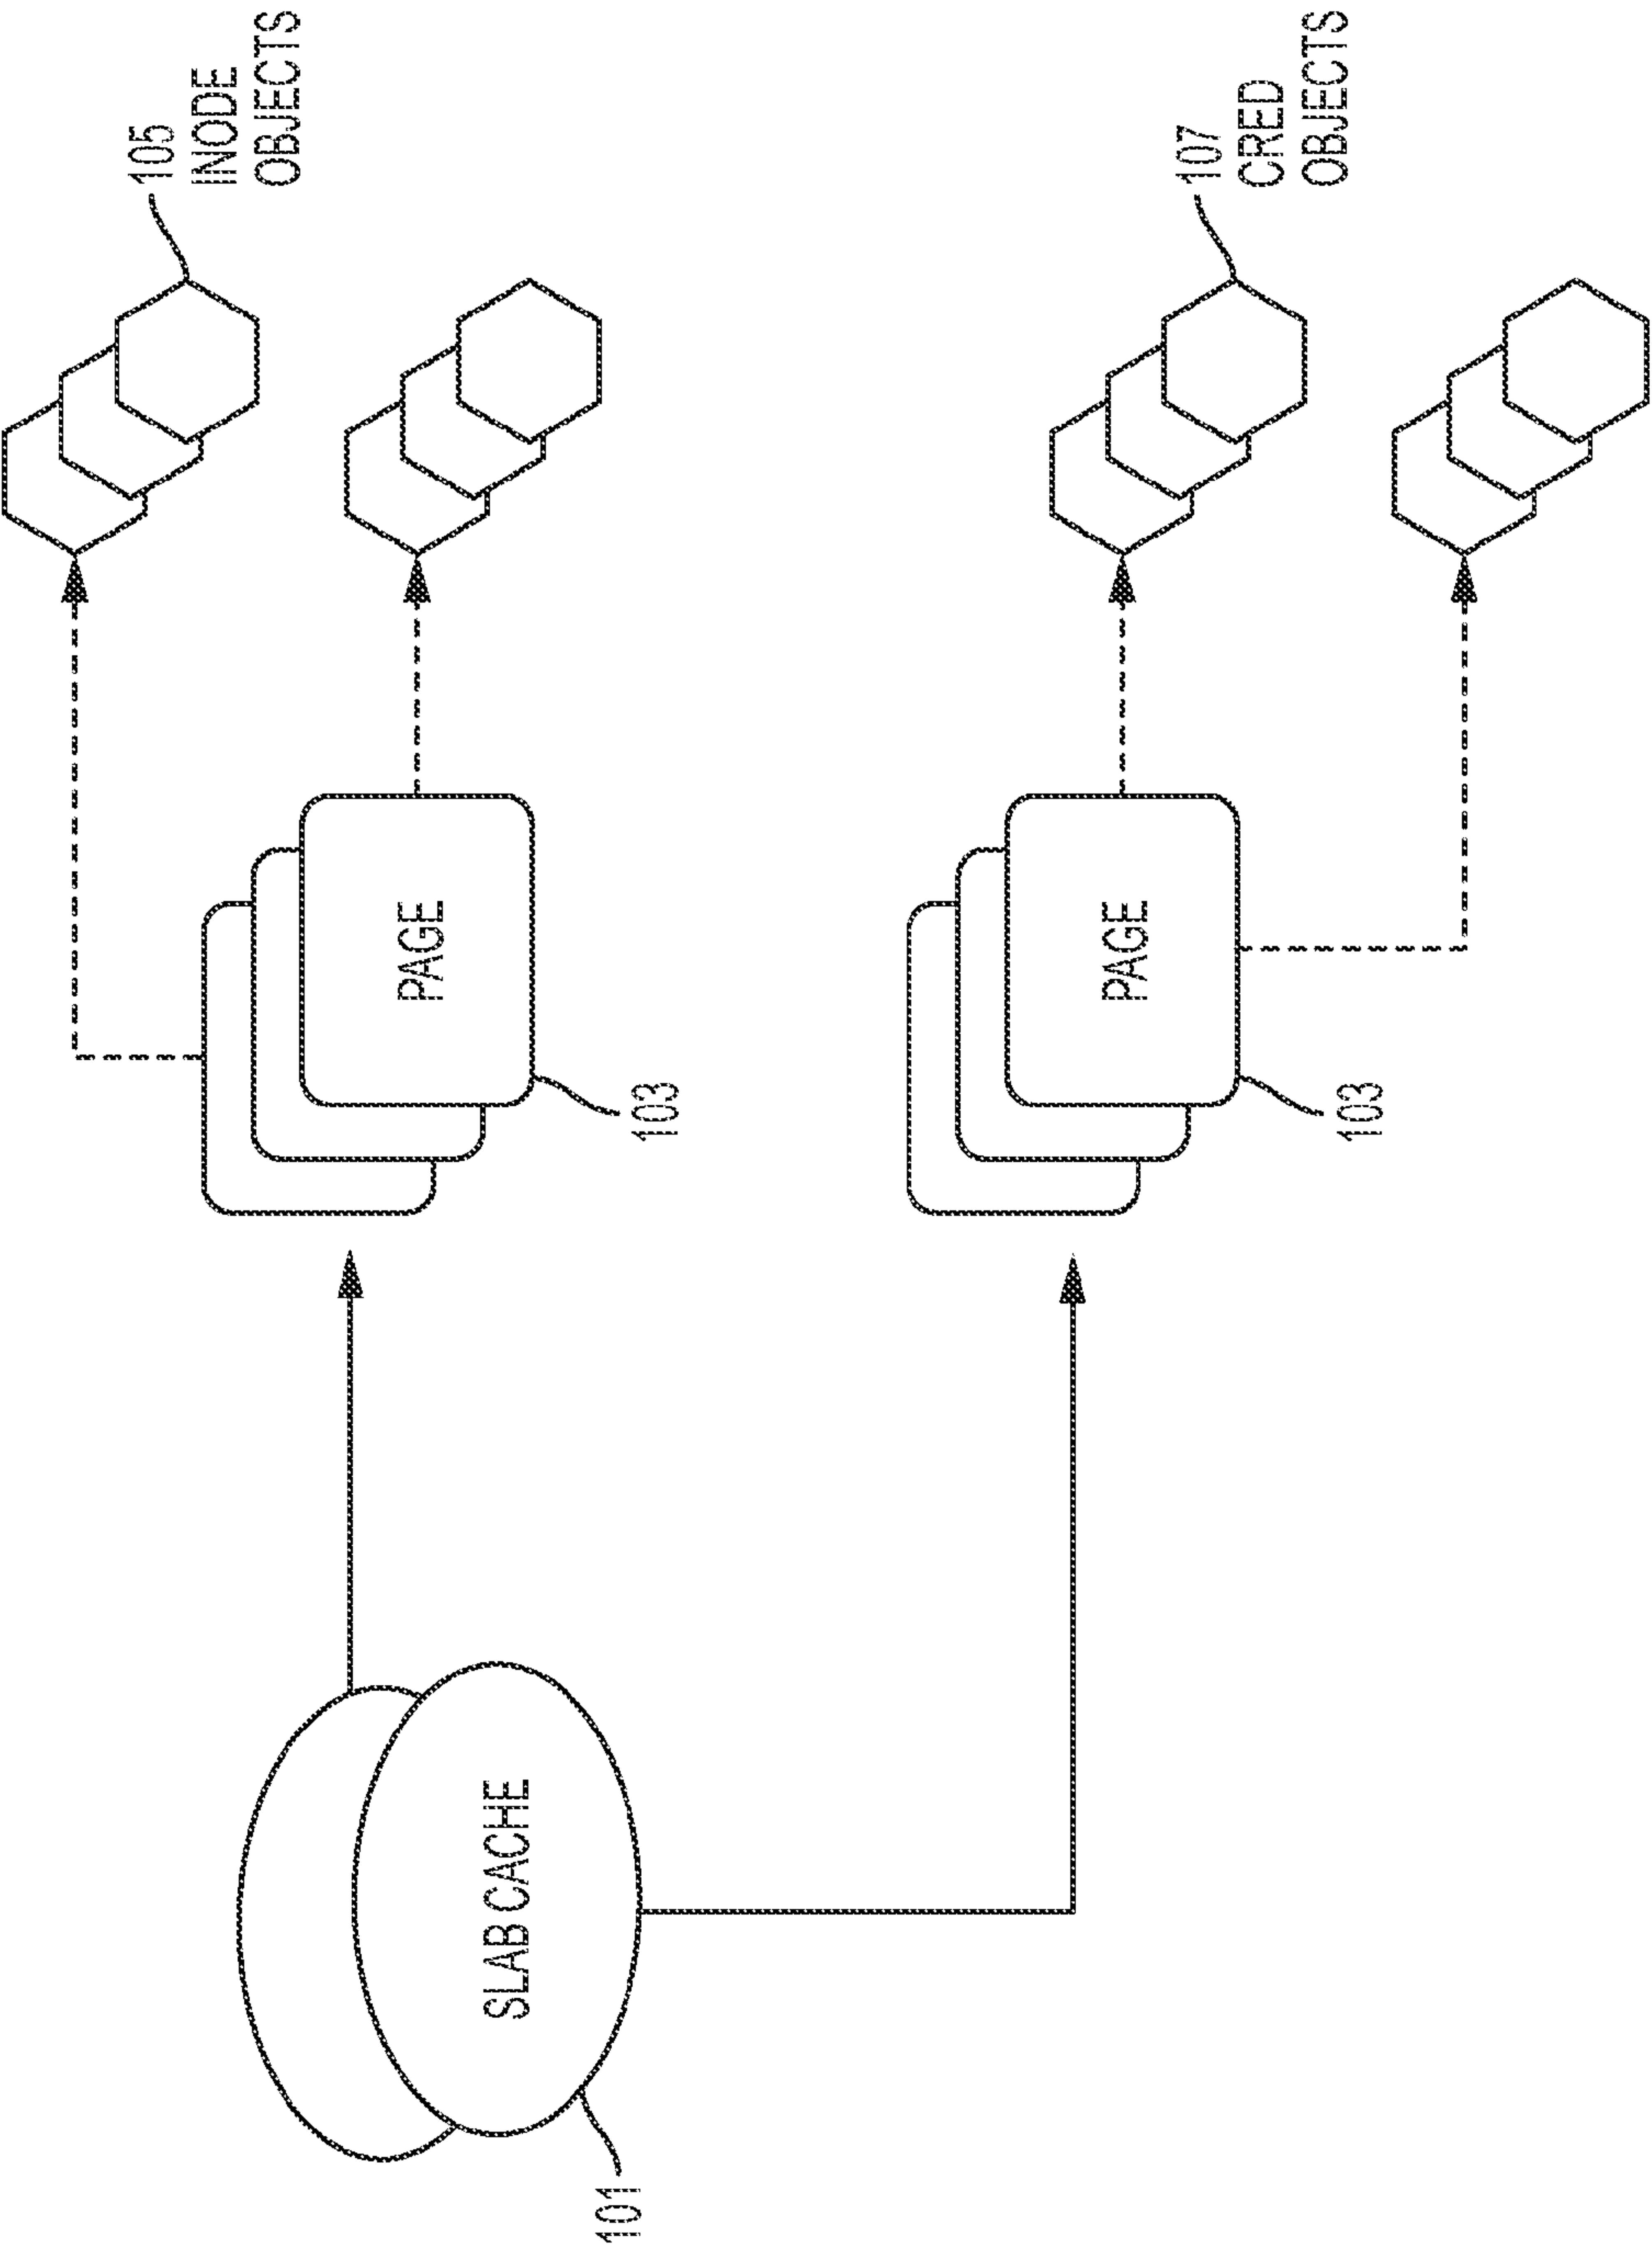 105
INODE
OBJECTS
PAGE
SLAB CACHE
101
103
PAGE
107
CRED
OBJECTS
103